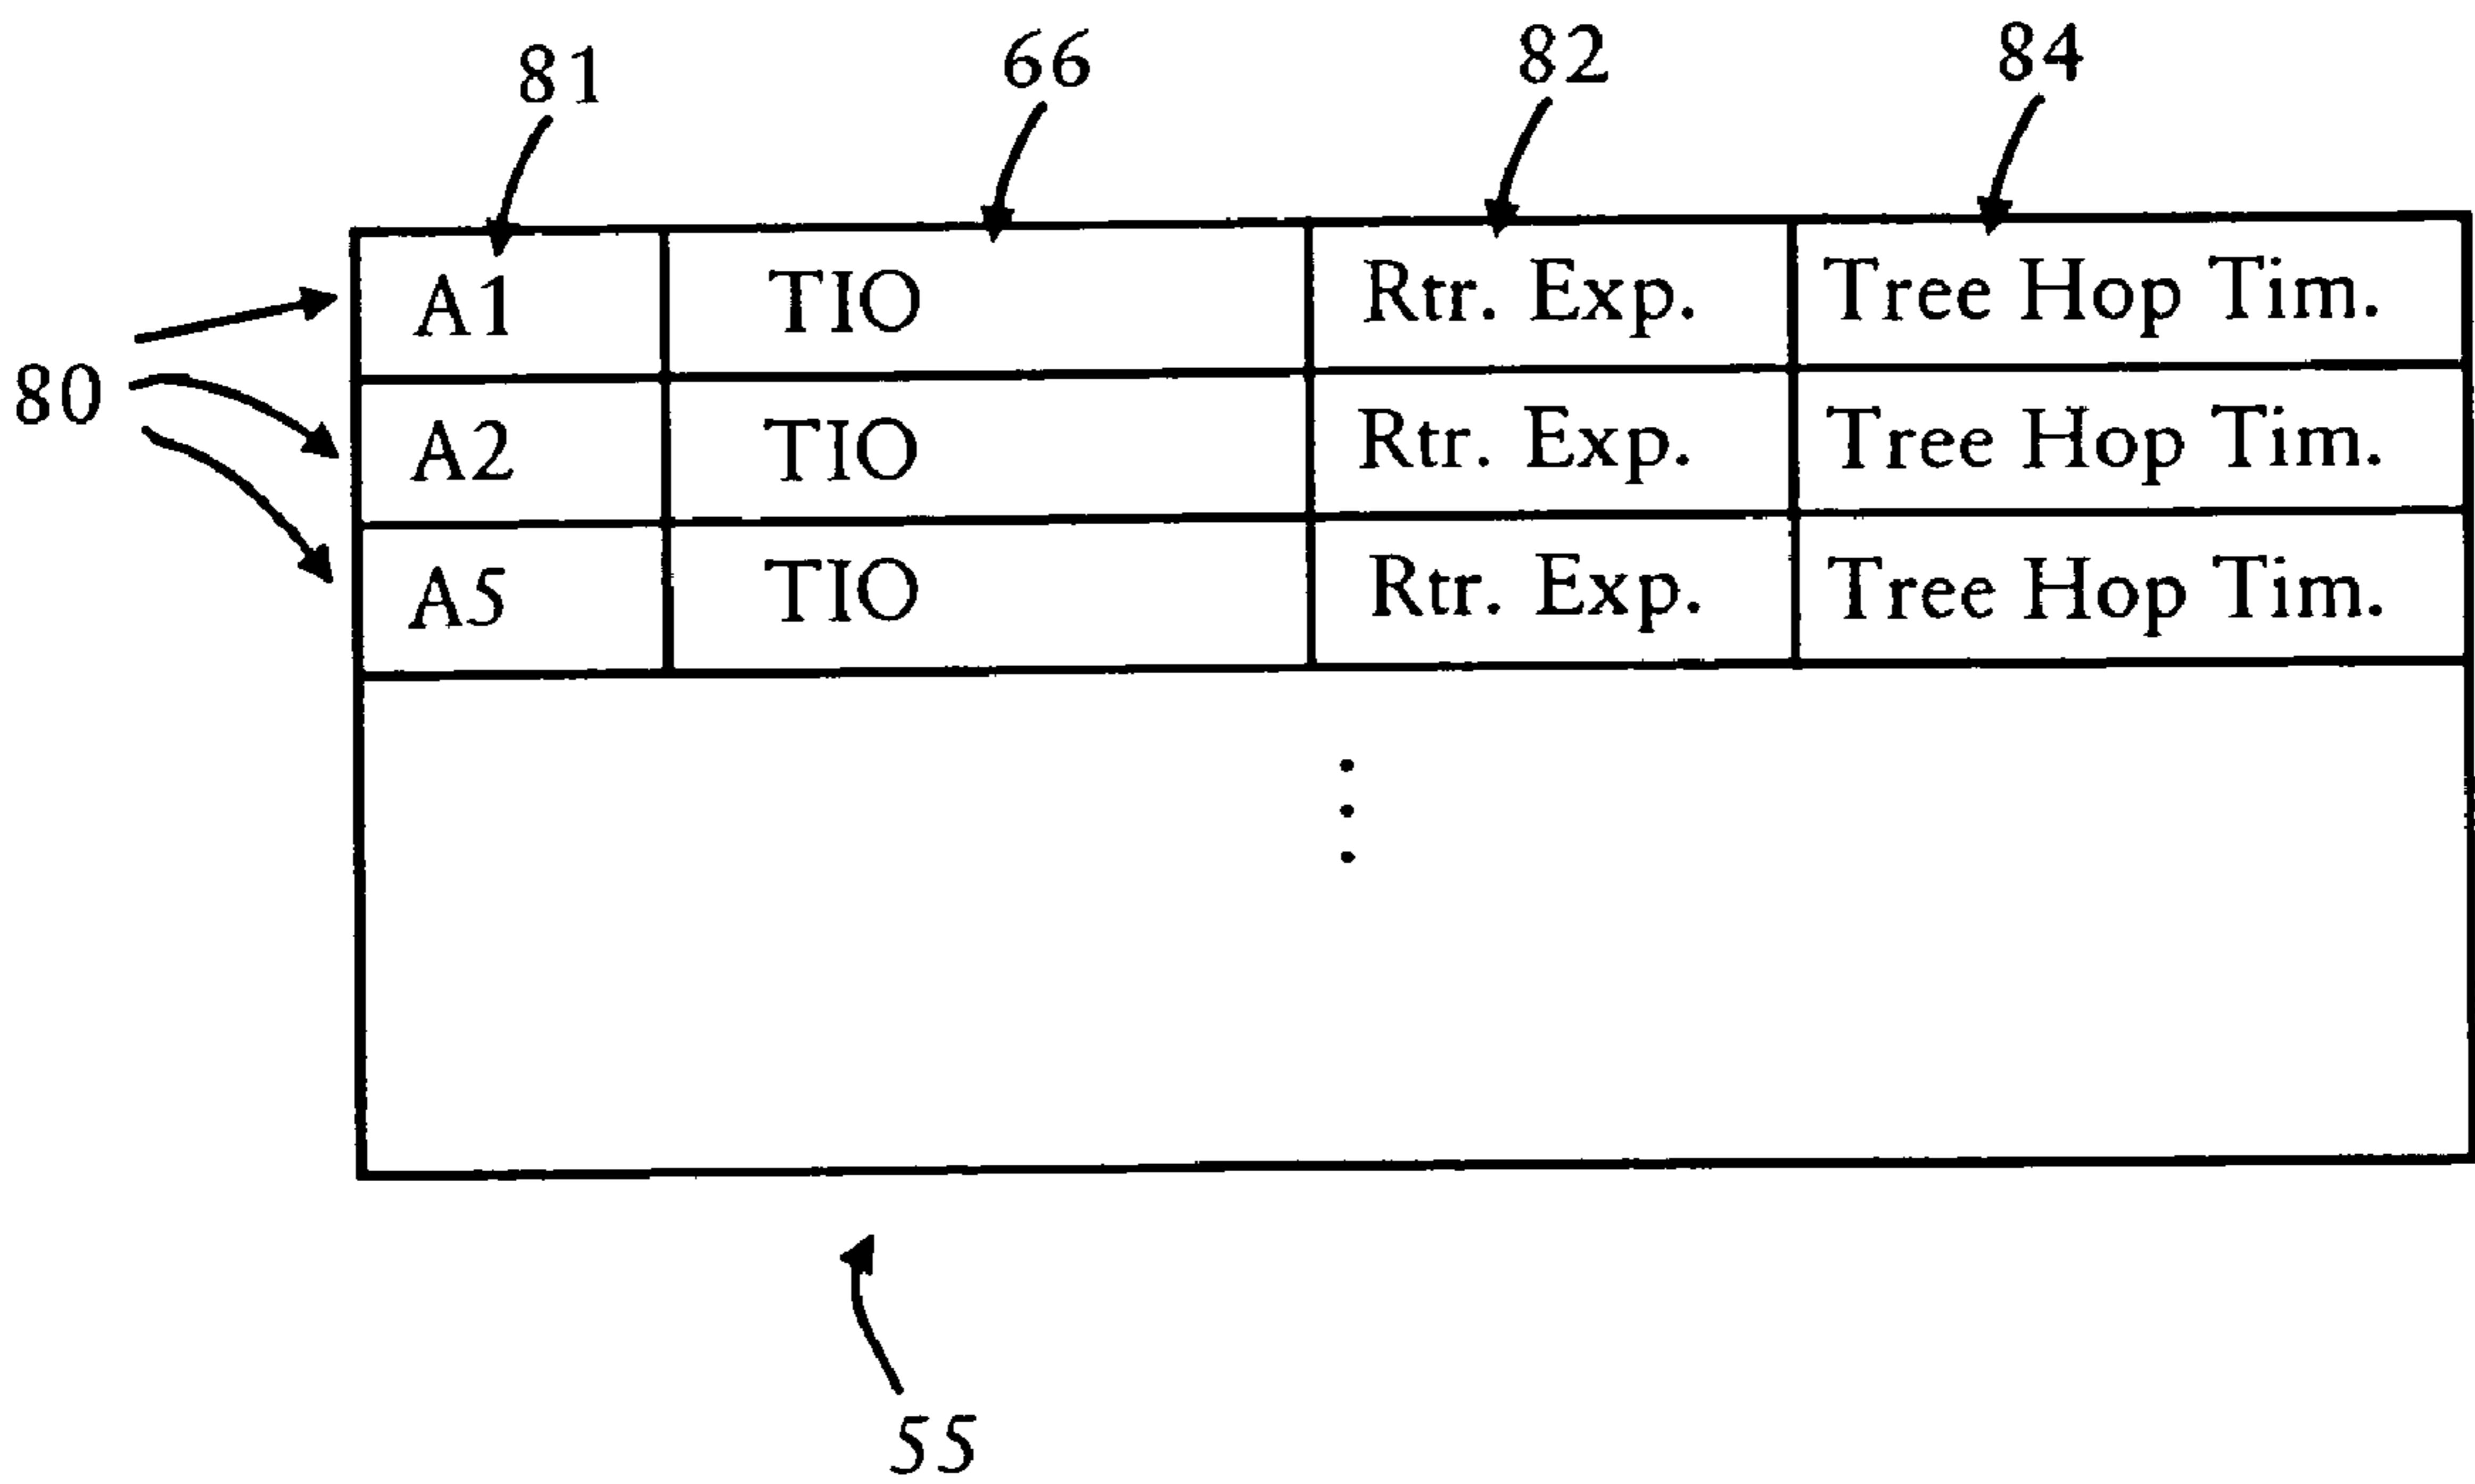 81 66 82 84
A1 TIO Rtr. Exp. Tree Hop Tim.
80
A2 TIO Rtr. Exp. Tree Hop Tim.
A5 TIO Rtr. Exp. Tree Hop Tim.
55